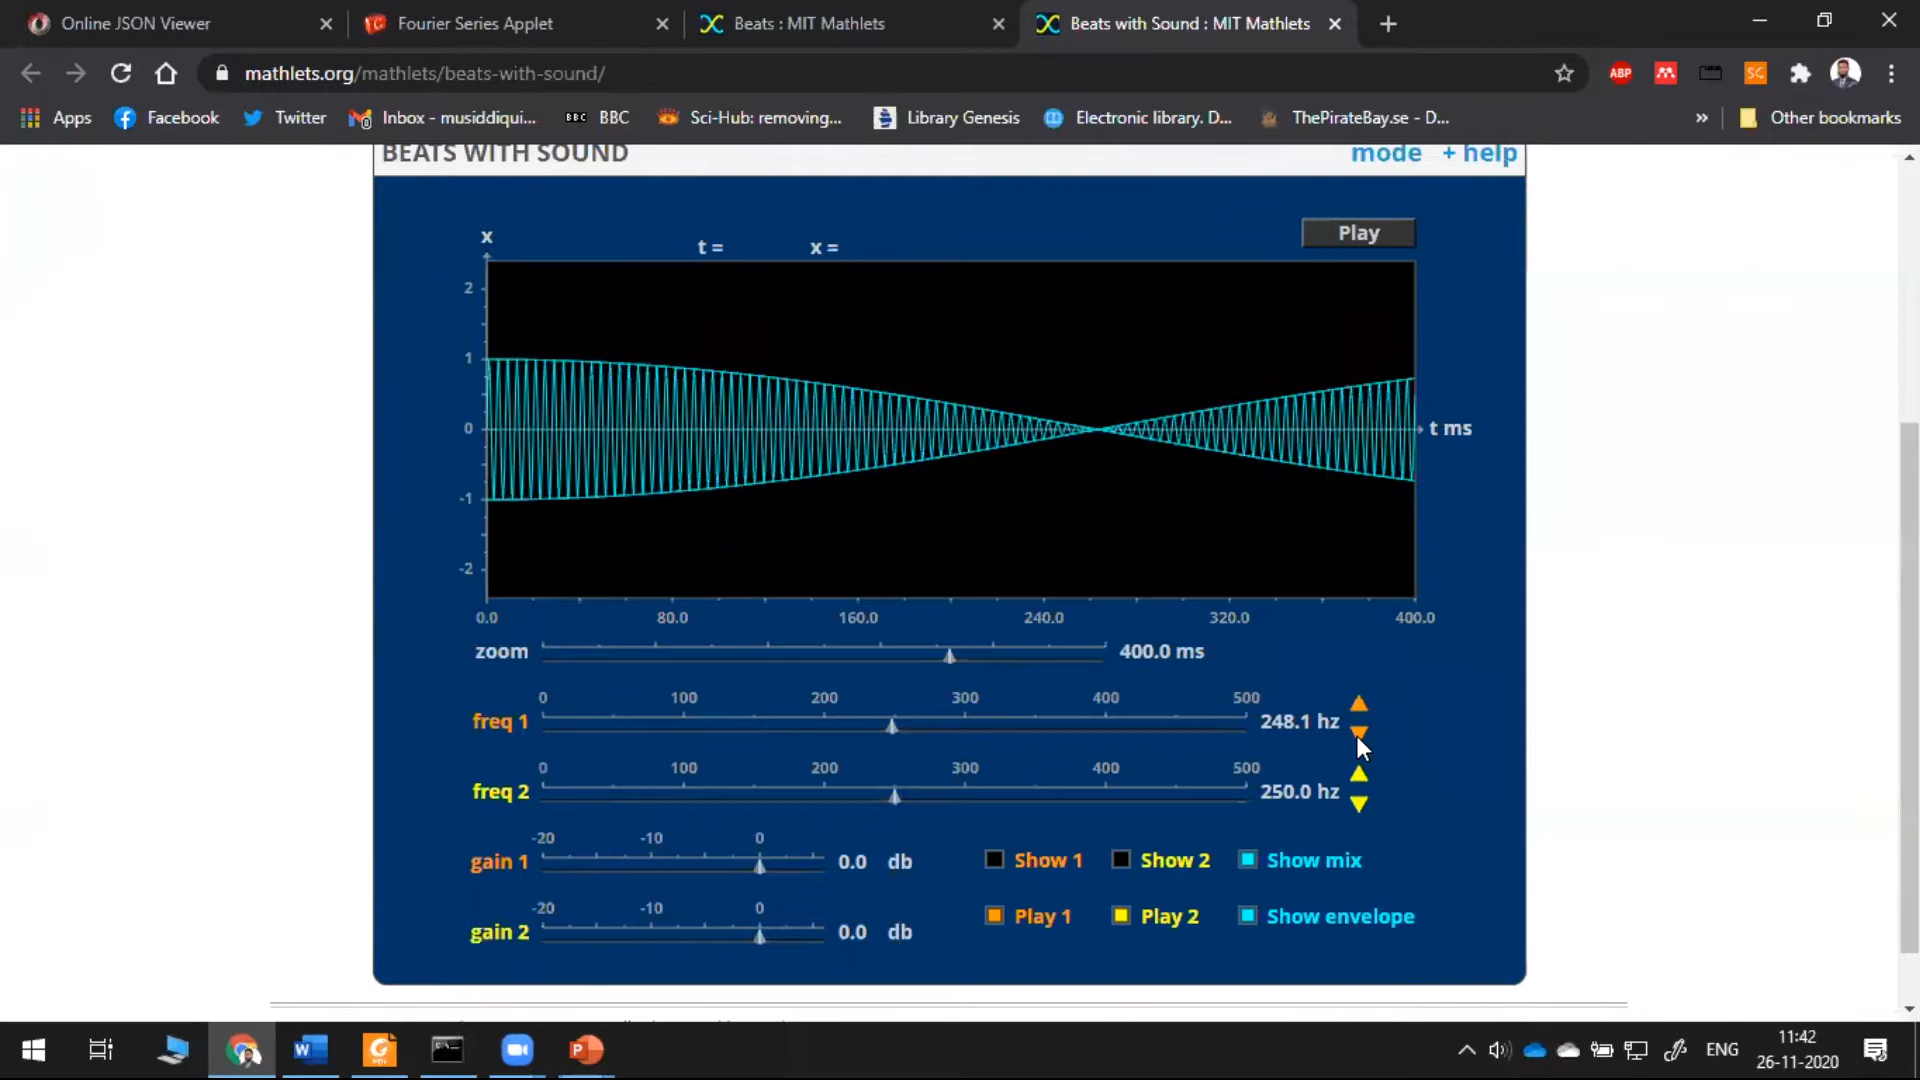 Online JSON Viewer Fourier Series Applet Beats : MIT Mathlets Beats with Sound : MIT Mathlets
mathlets.org/mathlets/beats-with-sound/ ABP SC
Apps Facebook Twitter Inbox - musiddiqui... BBC BBC Sci-Hub: removing... Library Genesis Electronic library. D... ThePirateBay.se - D... » Other bookmarks
BEATS WITH SOUND mode + help
Play
x t = x =
2
1
0 t ms
-1
-2
0.0 80.0 160.0 240.0 320.0 400.0
zoom 400.0 ms
0 100 200 300 400 500
freq 1 248.1 hz
0 100 200 300 400 500
freq 2 250.0 hz
-20 -10 0
gain 1 0.0 db Show 1 Show 2 Show mix
-20 -10 0
Play 1 Play 2 Show envelope
gain 2 0.0 db
ENG 11:42
26-11-2020